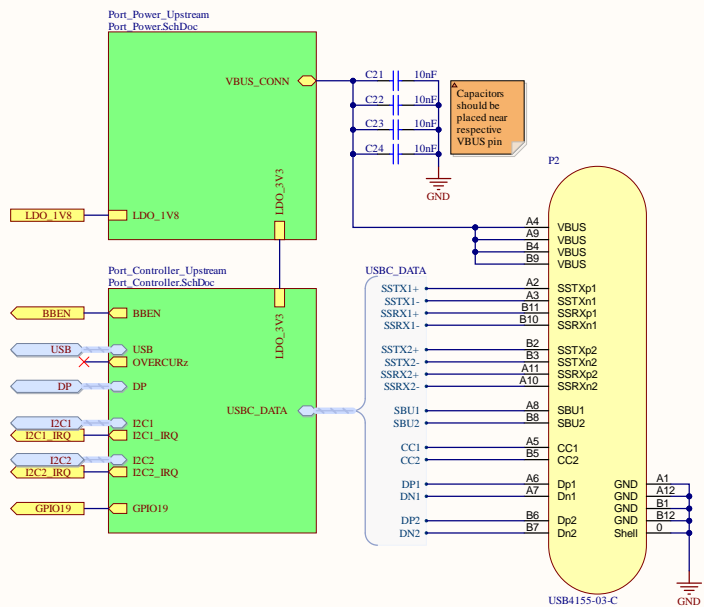 Port_Power_Upstream
Port_Power.SchDoc
VBUS_CONN
C21 10nF
C22 10nF
C23 10nF
C24 10nF
Capacitors
should be
placed near
respective
VBUS pin
GND
LDO_1V8 LDO_1V8
LDO_3V3
Port_Controller_Upstream
Port_Controller.SchDoc
LDO_3V3
BBEN BBEN
USB USB
OVERCURz
DP DP
USBC_DATA
I2C1 I2C1
I2C1_IRQ I2C1_IRQ
I2C2 I2C2
I2C2_IRQ I2C2_IRQ
GPIO19 GPIO19
USBC_DATA
P2
A4 VBUS
A9 VBUS
B4 VBUS
B9 VBUS
SSTX1+ A2 SSTXp1
SSTX1- A3 SSTXn1
SSRX1+ B11 SSRXp1
SSRX1- B10 SSRXn1
SSTX2+ B2 SSTXp2
SSTX2- B3 SSTXn2
SSRX2+ A11 SSRXp2
SSRX2- A10 SSRXn2
SBU1 A8 SBU1
SBU2 B8 SBU2
CC1 A5 CC1
CC2 B5 CC2
DP1 A6 Dp1 GND A1
DN1 A7 Dn1 GND A12
GND B1
DP2 B6 Dp2 GND B12
DN2 B7 Dn2 Shell 0
USB4155-03-C
GND